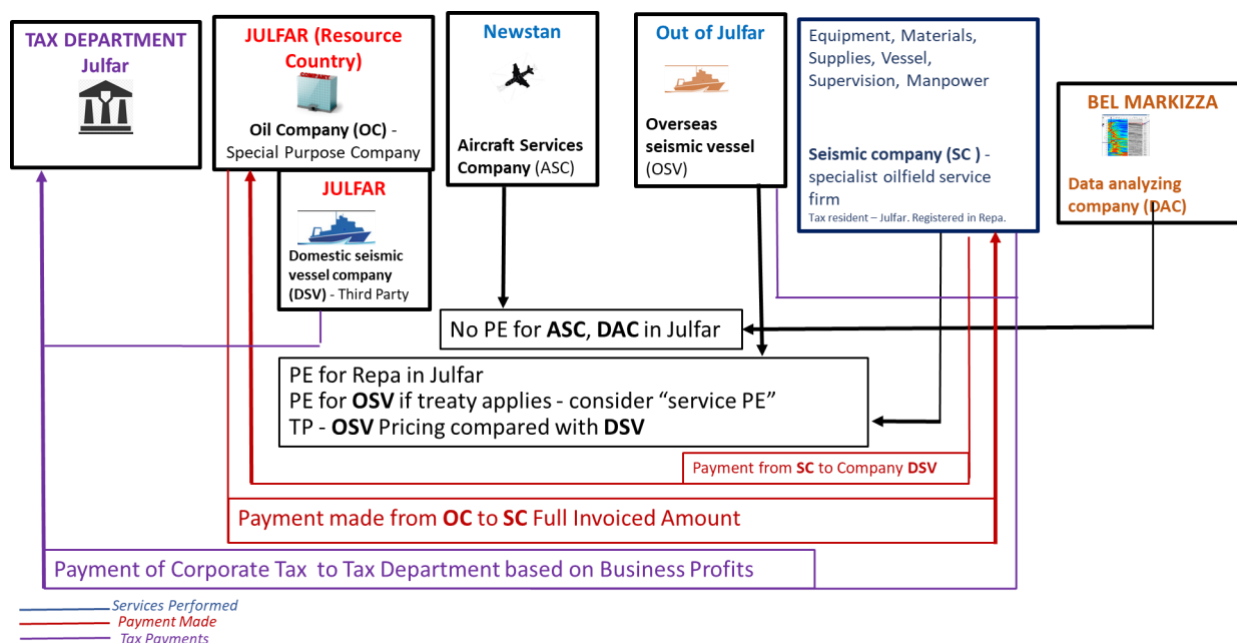 TAX DEPARTMENT
Julfar
JULFAR (Resource
Country)
COMPANY
Oil Company (OC) -
Special Purpose Company
JULFAR
Domestic seismic
vessel company
(DSV) - Third Party
Newstan
Aircraft Services
Company (ASC)
Out of Julfar
Overseas
seismic vessel
(OSV)
Equipment, Materials,
Supplies, Vessel,
Supervision, Manpower
Seismic company (SC ) -
specialist oilfield service
firm
Tax resident – Julfar. Registered in Repa.
BEL MARKIZZA
Data analyzing
company (DAC)
No PE for ASC, DAC in Julfar
PE for Repa in Julfar
PE for OSV if treaty applies - consider “service PE”
TP - OSV Pricing compared with DSV
Payment from SC to Company DSV
Payment made from OC to SC Full Invoiced Amount
Payment of Corporate Tax to Tax Department based on Business Profits
Services Performed
Payment Made
Tax Payments